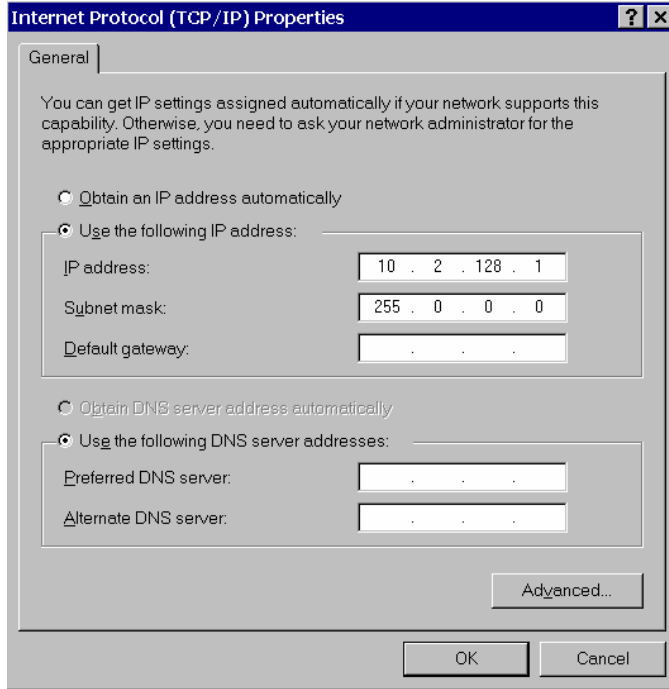 Internet Protocol (TCP/IP) Properties
General
You can get IP settings assigned automatically if your network supports this
capability. Otherwise, you need to ask your network administrator for the
appropriate IP settings.
Obtain an IP address automatically
Use the following IP address:
IP address: 10 . 2 . 128 . 1
Subnet mask: 255 . 0 . 0 . 0
Default gateway: . . .
Obtain DNS server address automatically
Use the following DNS server addresses:
Preferred DNS server: . . .
Alternate DNS server: . . .
Advanced...
OK Cancel